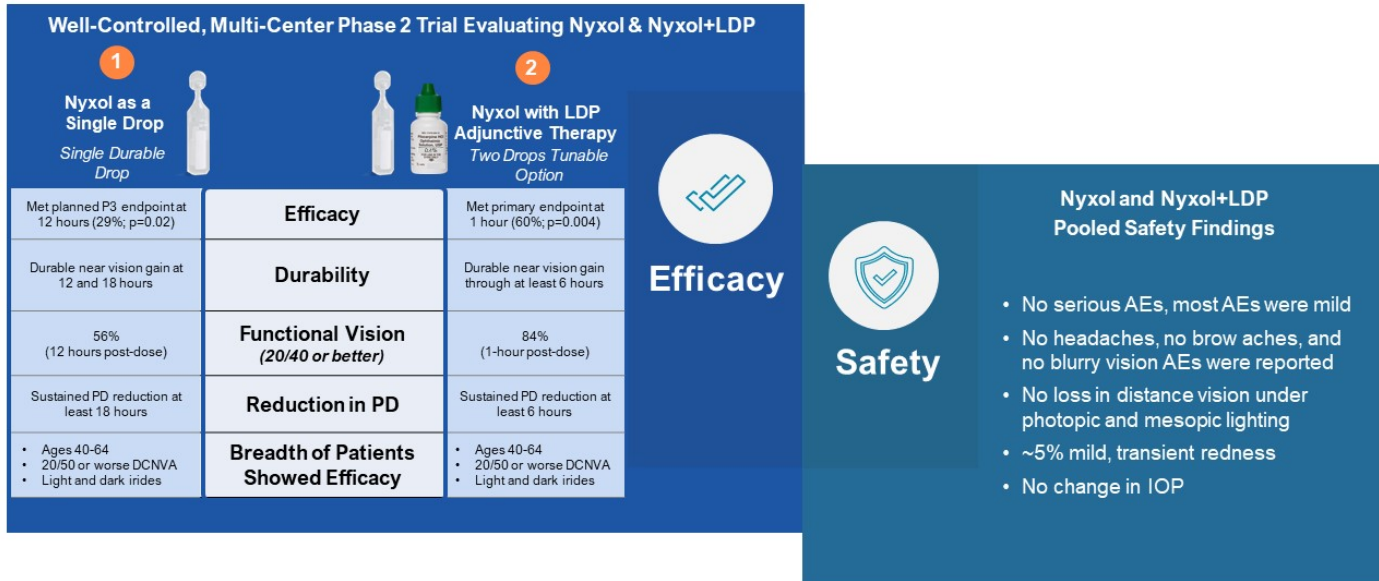 Well-Controlled, Multi-Center Phase 2 Trial Evaluating Nyxol & Nyxol+LDP
1
Nyxol as a
Single Drop
Single Durable
Drop
2
Nyxol with LDP
Adjunctive Therapy
Two Drops Tunable
Option
Met planned P3 endpoint at
12 hours (29%; p=0.02)
Efficacy
Met primary endpoint at
1 hour (60%; p=0.004)
Durable near vision gain at
12 and 18 hours
Durability
Durable near vision gain
through at least 6 hours
56%
(12 hours post-dose)
Functional Vision
(20/40 or better)
84%
(1-hour post-dose)
Sustained PD reduction at
least 18 hours
Reduction in PD
Sustained PD reduction at
least 6 hours
• Ages 40-64
• 20/50 or worse DCNVA
• Light and dark irides
Breadth of Patients
Showed Efficacy
• Ages 40-64
• 20/50 or worse DCNVA
• Light and dark irides
Efficacy
Safety
Nyxol and Nyxol+LDP
Pooled Safety Findings
• No serious AEs, most AEs were mild
• No headaches, no brow aches, and
no blurry vision AEs were reported
• No loss in distance vision under
photopic and mesopic lighting
• ~5% mild, transient redness
• No change in IOP